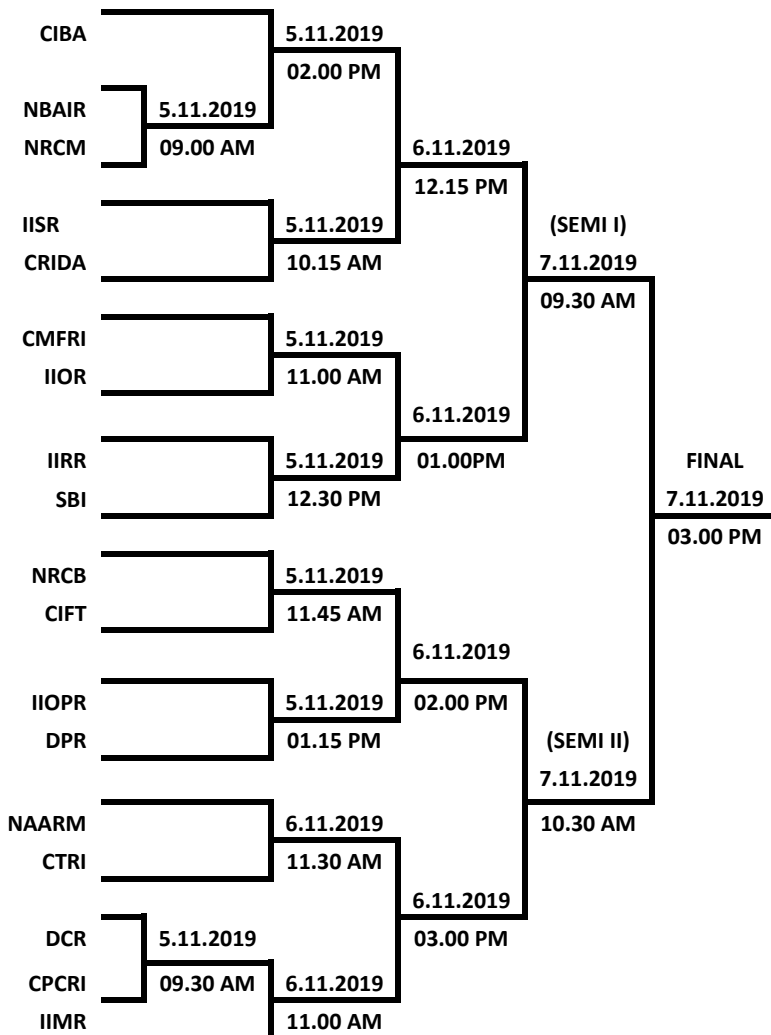 CIBA
5.11.2019
02.00 PM
NBAIR
5.11.2019
NRCM
09.00 AM
6.11.2019
12.15 PM
IISR
5.11.2019
(SEMI I)
CRIDA
10.15 AM
7.11.2019
09.30 AM
CMFRI
5.11.2019
IIOR
11.00 AM
6.11.2019
IIRR
5.11.2019
01.00PM
FINAL
SBI
12.30 PM
7.11.2019
03.00 PM
NRCB
5.11.2019
CIFT
11.45 AM
6.11.2019
IIOPR
5.11.2019
02.00 PM
DPR
01.15 PM
(SEMI II)
7.11.2019
NAARM
6.11.2019
10.30 AM
CTRI
11.30 AM
6.11.2019
DCR
5.11.2019
03.00 PM
CPCRI
09.30 AM
6.11.2019
IIMR
11.00 AM